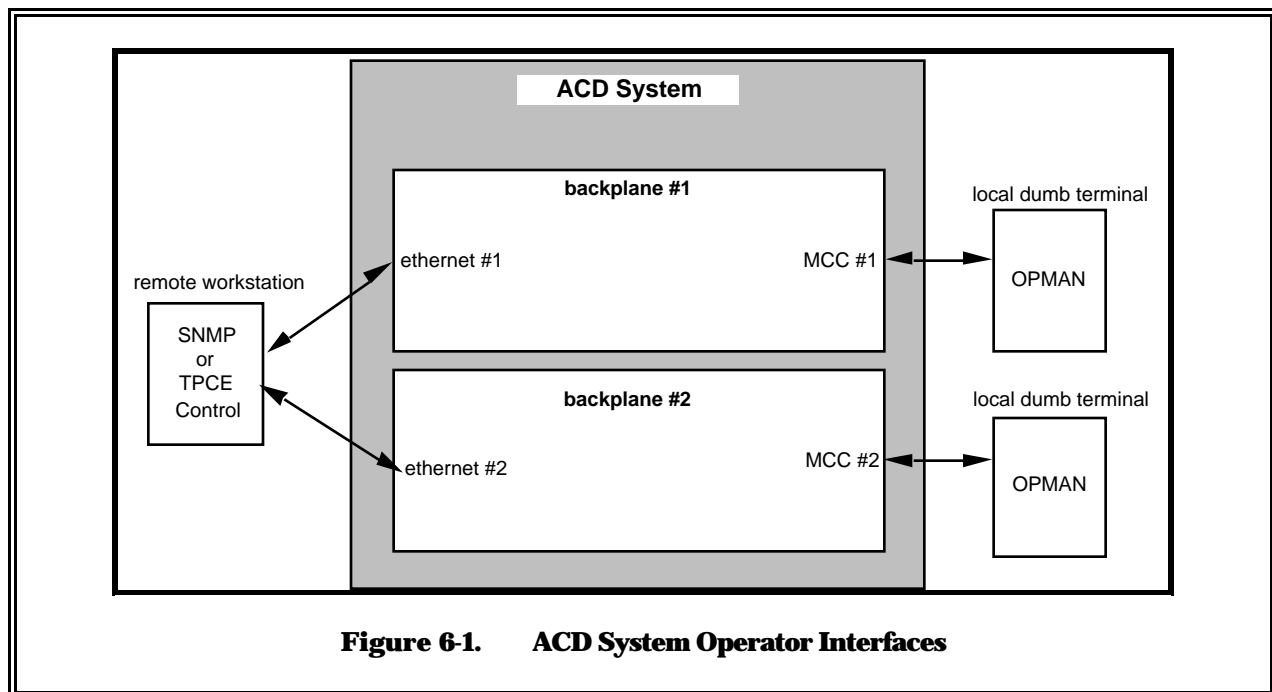 ACD System
backplane #1
local dumb terminal
ethernet #1
MCC #1
OPMAN
remote workstation
SNMP
or
TPCE
Control
backplane #2
local dumb terminal
ethernet #2
MCC #2
OPMAN
Figure 6-1. ACD System Operator Interfaces